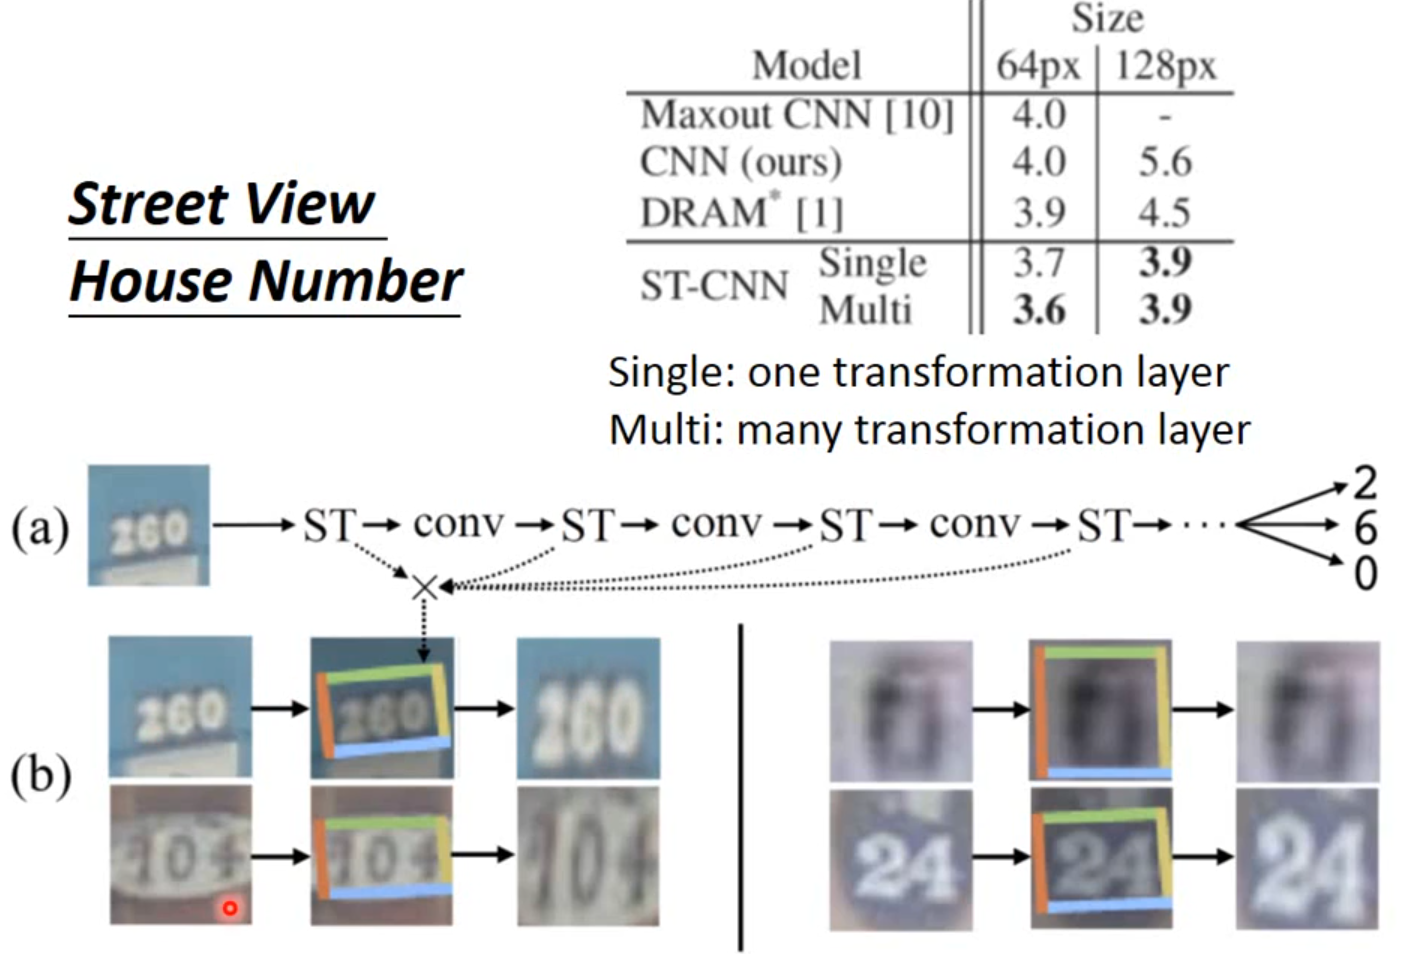 Street View
House Number
Size
Model 64px 128px
Maxout CNN [10] 4.0 -
CNN (ours) 4.0 5.6
DRAM* [1] 3.9 4.5
ST-CNN Single 3.7 3.9
Multi 3.6 3.9
Single: one transformation layer
Multi: many transformation layer
(a) 260 ST conv ST conv ST conv ST ... 2
6
0
(b)
260 260 260
104 104 104
24 24 24